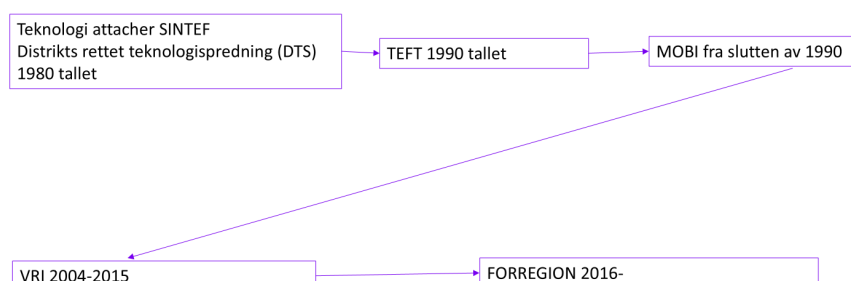 Teknologi attacher SINTEF
Distrikts rettet teknologispredning (DTS)
1980 tallet
TEFT 1990 tallet
MOBI fra slutten av 1990
VRI 2004-2015
FORREGION 2016-